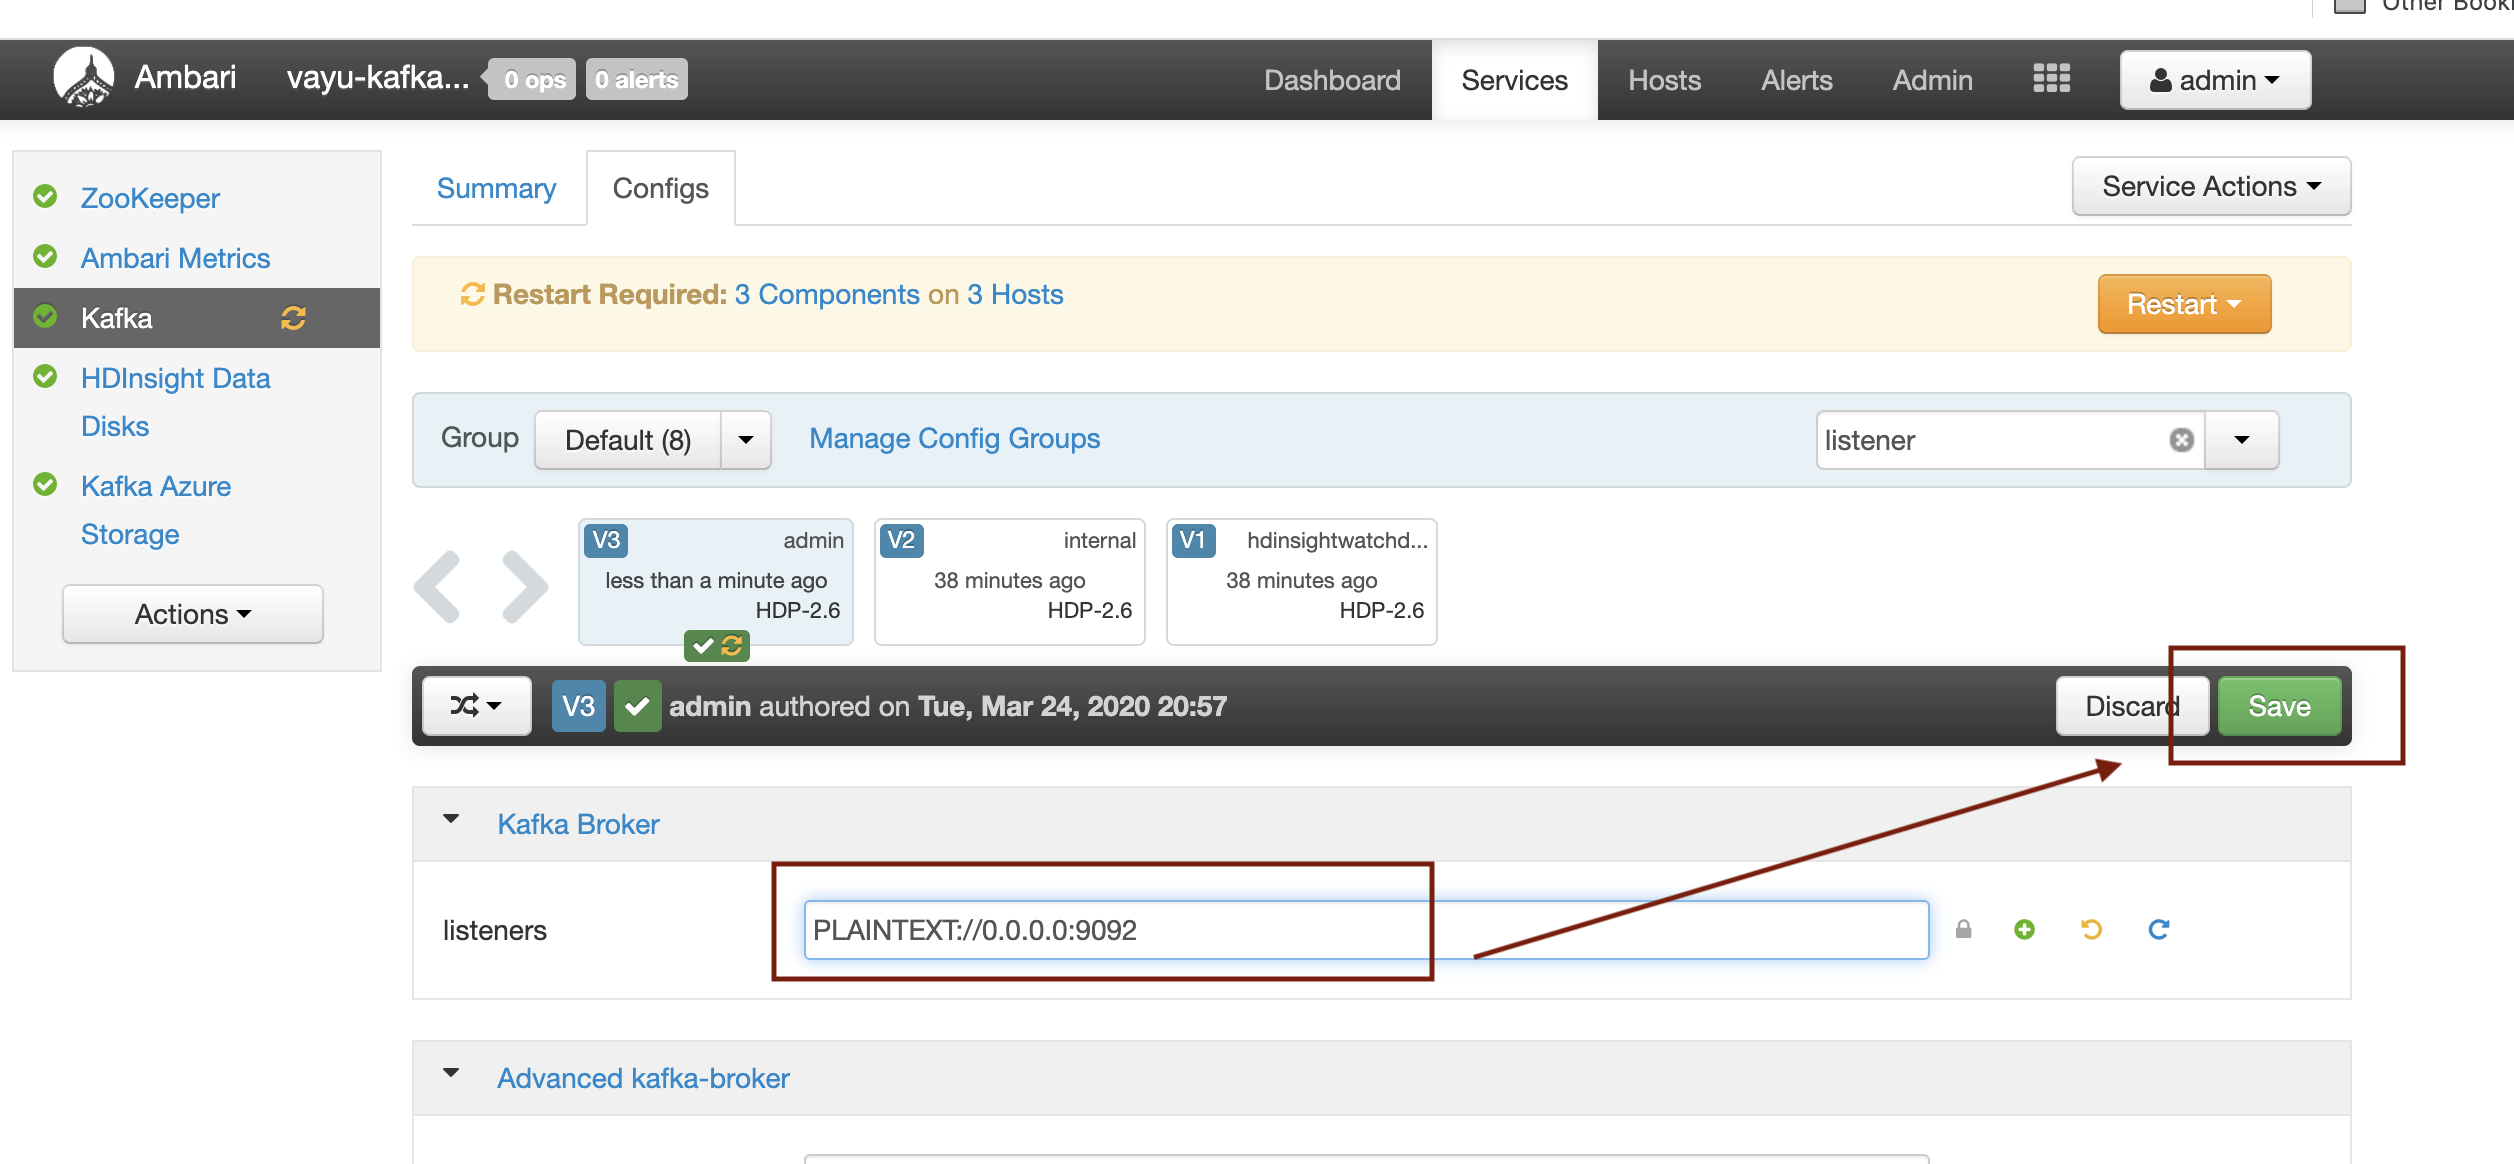 Other Book
Ambari vayu-kafka... 0 ops 0 alerts Dashboard Services Hosts Alerts Admin admin
ZooKeeper
Ambari Metrics
Kafka
HDInsight Data
Disks
Kafka Azure
Storage
Actions
Summary Configs Service Actions
Restart Required: 3 Components on 3 Hosts Restart
Group Default (8) Manage Config Groups listener
V3 admin
less than a minute ago
HDP-2.6
V2 internal
38 minutes ago
HDP-2.6
V1 hdinsightwatchd...
38 minutes ago
HDP-2.6
V3 admin authored on Tue, Mar 24, 2020 20:57 Discard Save
Kafka Broker
listeners PLAINTEXT://0.0.0.0:9092
Advanced kafka-broker